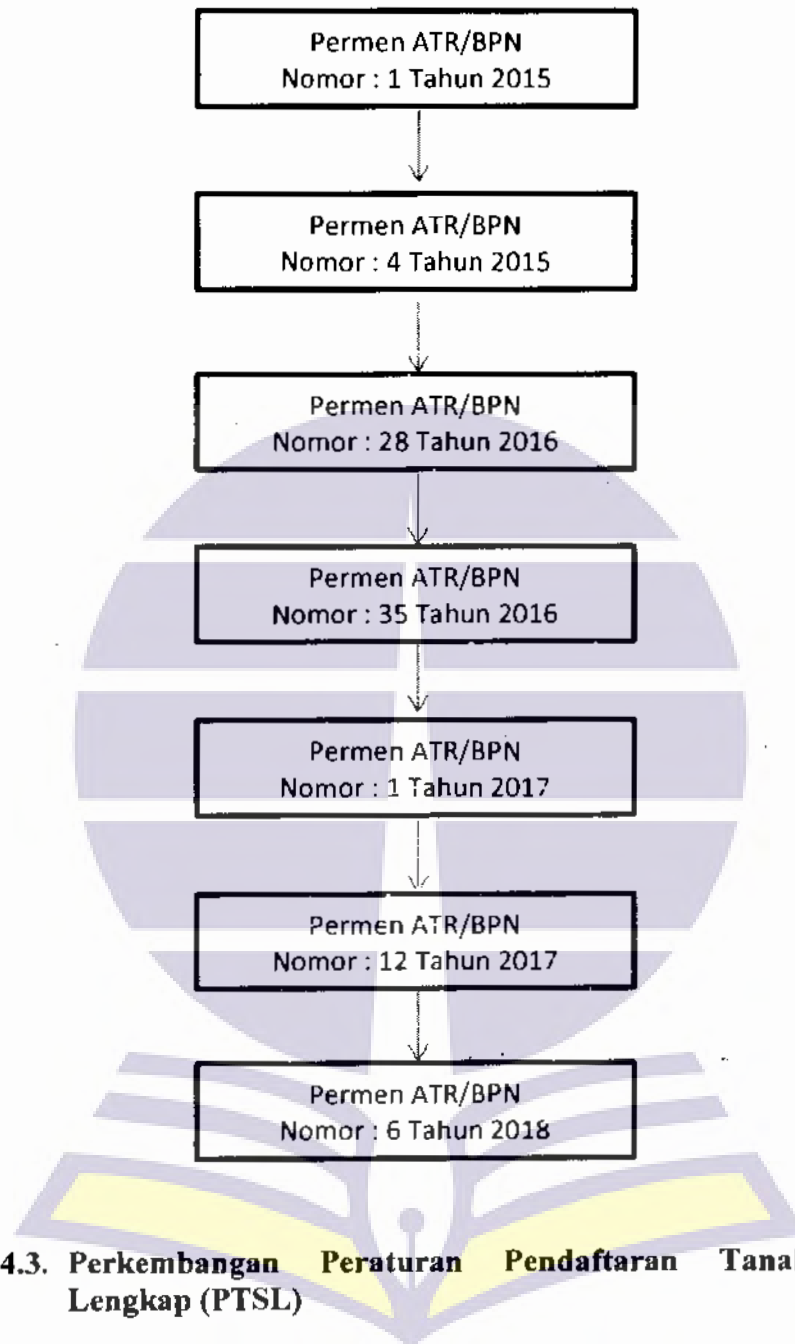 Permen ATR/BPN
Nomor : 1 Tahun 2015
Permen ATR/BPN
Nomor : 4 Tahun 2015
Permen ATR/BPN
Nomor : 28 Tahun 2016
Permen ATR/BPN
Nomor : 35 Tahun 2016
Permen ATR/BPN
Nomor : 1 Tahun 2017
Permen ATR/BPN
Nomor : 12 Tahun 2017
Permen ATR/BPN
Nomor : 6 Tahun 2018
4.3. Perkembangan Peraturan Pendaftaran Tana
Lengkap (PTSL)